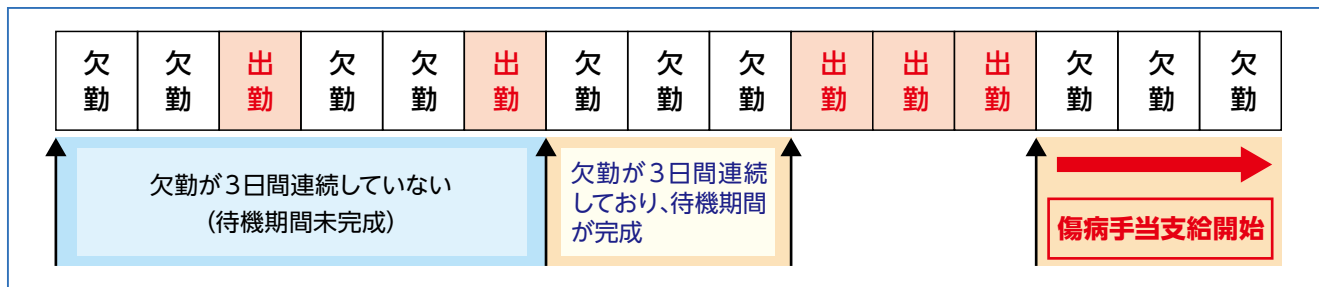 欠勤 欠勤 出勤 欠勤 欠勤 出勤 欠勤 欠勤 欠勤 出勤 出勤 出勤 欠勤 欠勤 欠勤
欠勤が3日間連続していない
(待機期間未完成)
欠勤が3日間連続
しており、待機期間
が完成
傷病手当支給開始